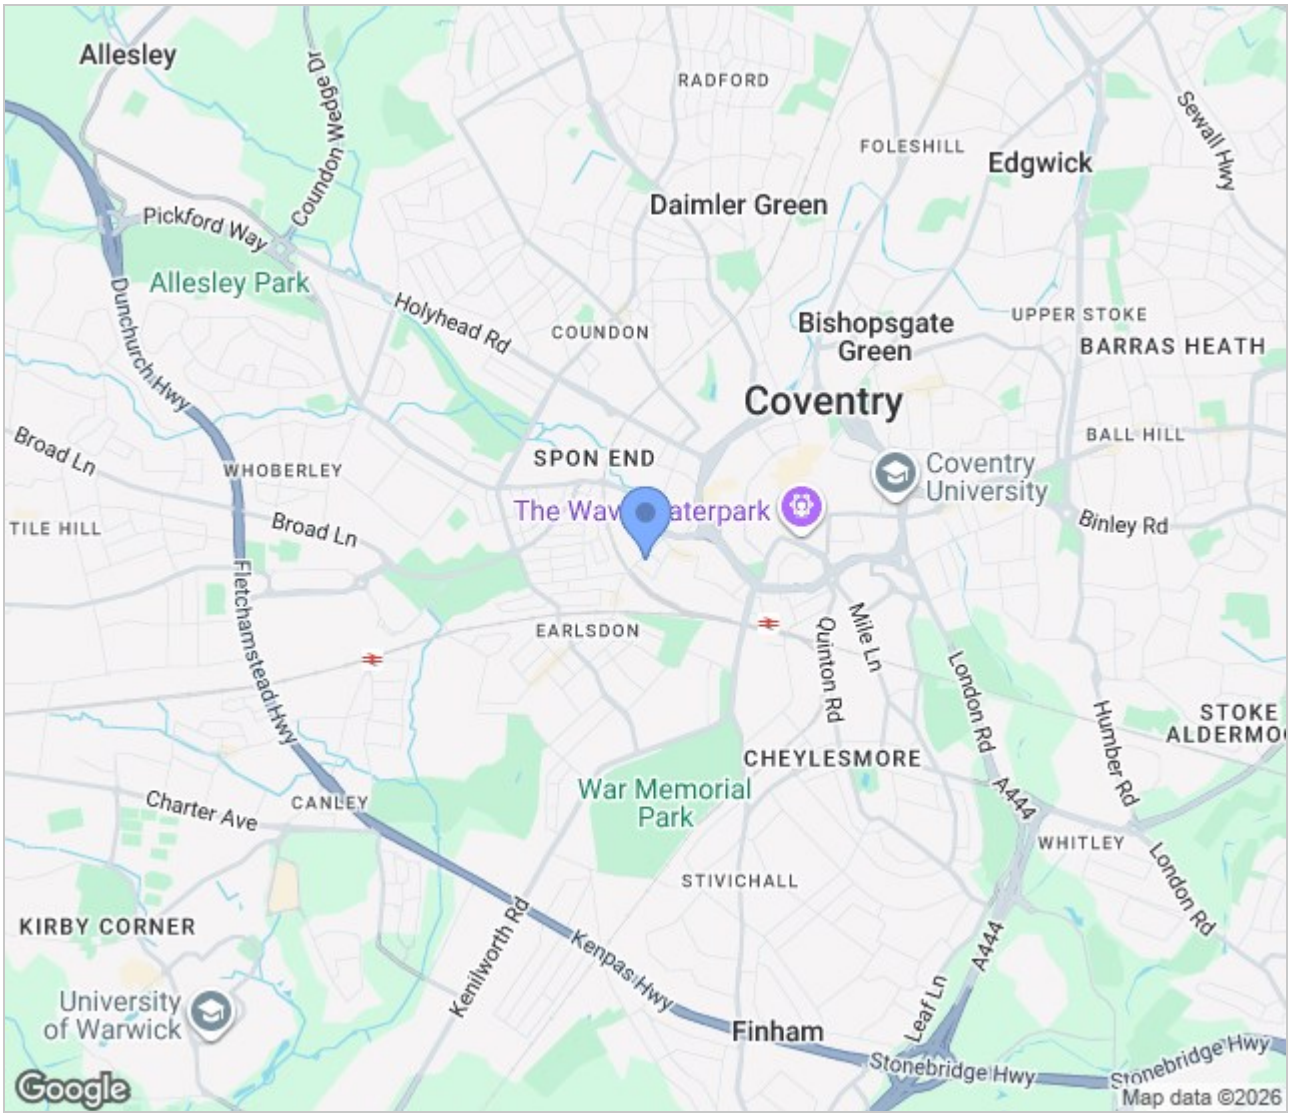 Allesley
RADFORD
Coundon Wedge Dr
Sewall Hwy
FOLESHILL
Edgwick
Daimler Green
Pickford Way
Allesley Park
Dunchurch Hwy
Holyhead Rd
COUNDON
Bishopsgate
Green
UPPER STOKE
BARRAS HEATH
Coventry
Broad Ln
WHOBERLEY
SPON END
BALL HILL
Coventry
University
TILE HILL
Broad Ln
The Wav
aterpark
Binley Rd
Fletchamstead Hwy
EARLSDON
Mile Ln
Quinton Rd
London Rd
Humber Rd
STOKE
ALDERMO
CHEYLESMORE
War Memorial
Park
Charter Ave
CANLEY
A444
WHITLEY
London Rd
STIVICHALL
KIRBY CORNER
Kenilworth Rd
Kenpas Hwy
A444
Leaf Ln
University
of Warwick
Finham
Stonebridge Hwy
Stonebridge Hwy
Google
Map data ©2026